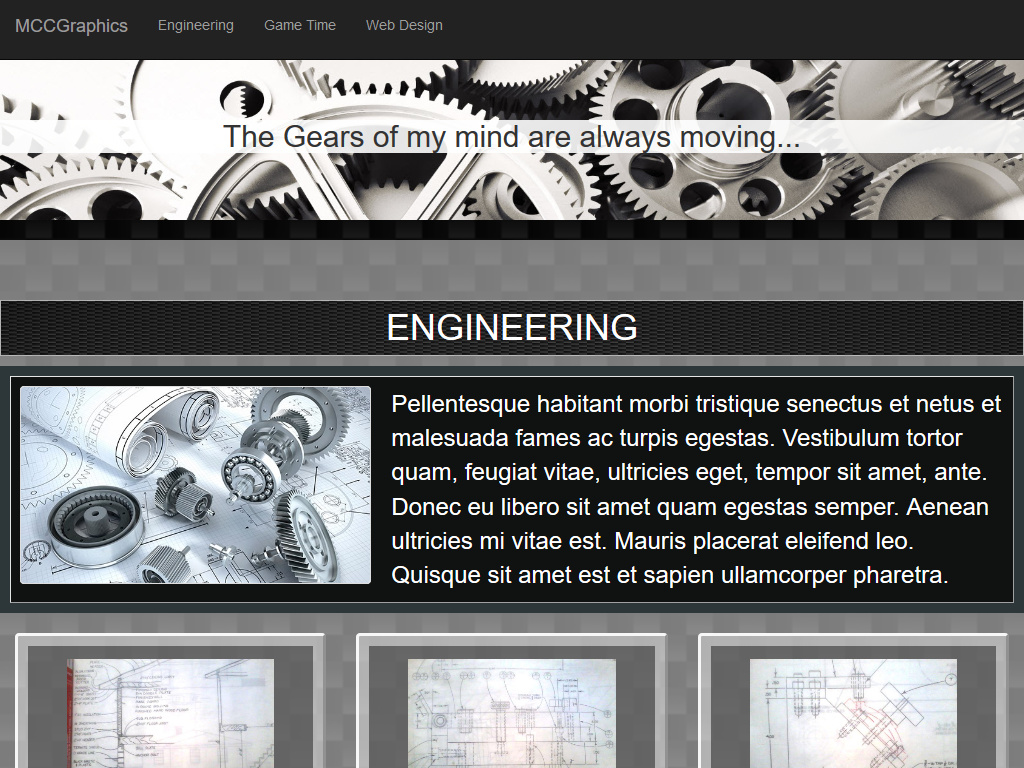 MCCGraphics Engineering Game Time Web Design
The Gears of my mind are always moving...
ENGINEERING
Pellentesque habitant morbi tristique senectus et netus et
malesuada fames ac turpis egestas. Vestibulum tortor
quam, feugiat vitae, ultricies eget, tempor sit amet, ante.
Donec eu libero sit amet quam egestas semper. Aenean
ultricies mi vitae est. Mauris placerat eleifend leo.
Quisque sit amet est et sapien ullamcorper pharetra.